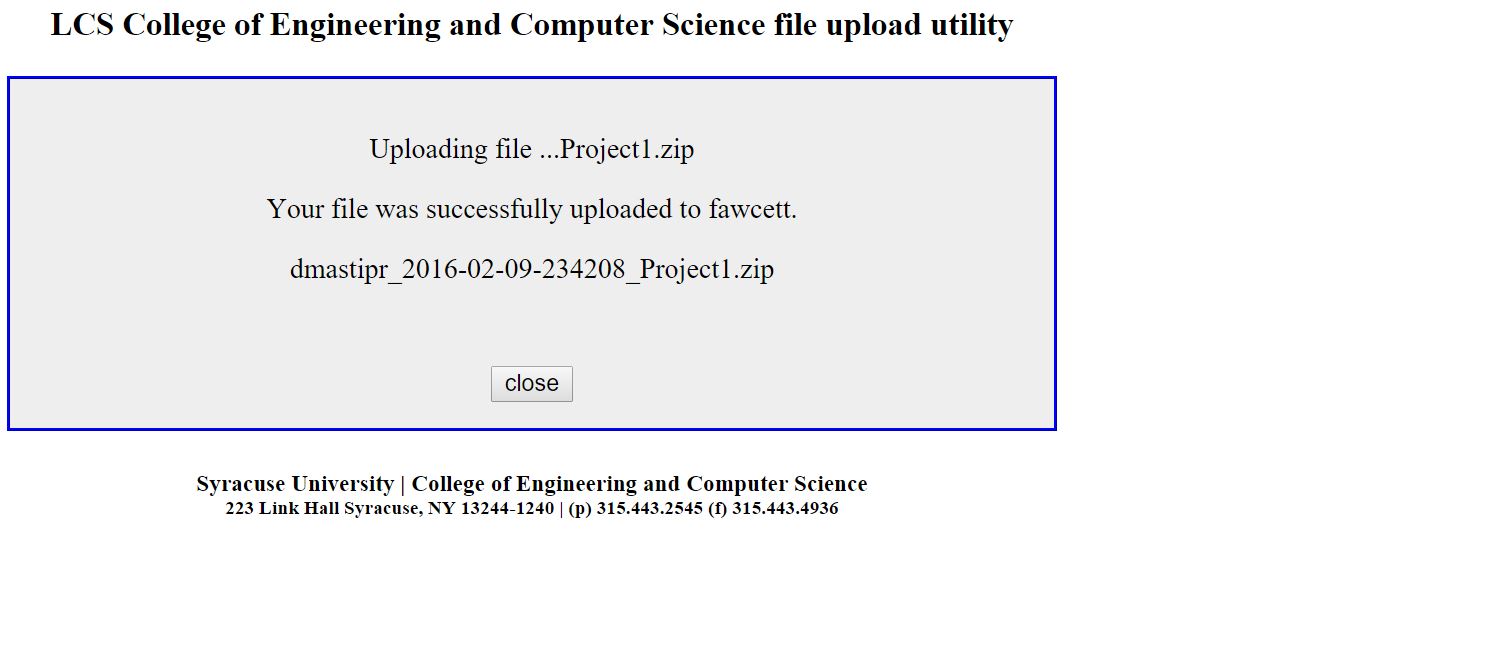 LCS College of Engineering and Computer Science file upload utility
Uploading file ...Project1.zip
Your file was successfully uploaded to fawcett.
dmastipr_2016-02-09-234208_Project1.zip
close
Syracuse University | College of Engineering and Computer Science
223 Link Hall Syracuse, NY 13244-1240 | (p) 315.443.2545 (f) 315.443.4936